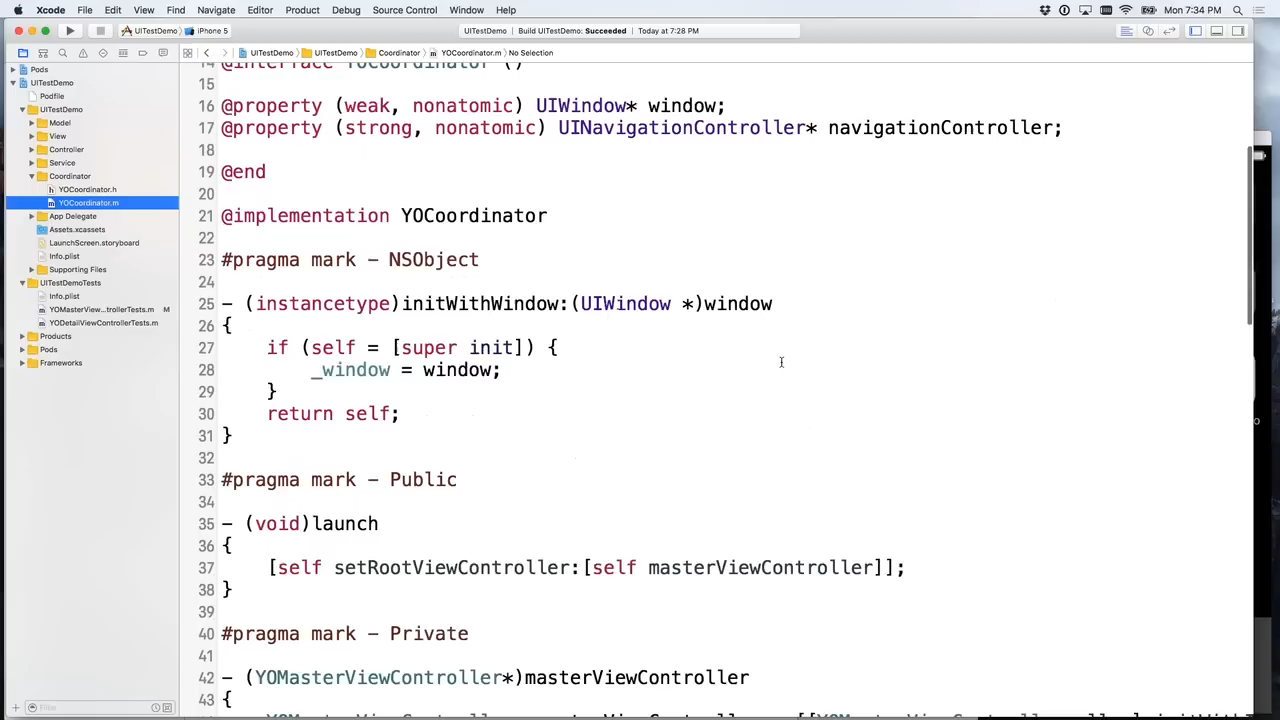 Xcode File Edit View Find Navigate Editor Product Debug Source Control Window Help Mon 7:34 PM
UITestDemo iPhone 5 UITestDemo Build UITestDemo: Succeeded Today at 7:28 PM
UITestDemo UITestDemo Coordinator YOCoordinator.m No Selection
Pods
UITestDemo
Podfile
UITestDemo
Model
View
Controller
Service
Coordinator
YOCoordinator.h
YOCoordinator.m
App Delegate
Assets.xcassets
LaunchScreen.storyboard
Info.plist
Supporting Files
UITestDemoTests
Info.plist
YOMasterView...trollerTests.m M
YODetailViewControllerTests.m
Products
Pods
Frameworks
Filter
14 @interface YOCoordinator ()
15
16 @property (weak, nonatomic) UIWindow* window;
17 @property (strong, nonatomic) UINavigationController* navigationController;
18
19 @end
20
21 @implementation YOCoordinator
22
23 #pragma mark - NSObject
24
25 - (instancetype)initWithWindow:(UIWindow *)window
26 {
27 if (self = [super init]) {
28 _window = window;
29 }
30 return self;
31 }
32
33 #pragma mark - Public
34
35 - (void)launch
36 {
37 [self setRootViewController:[self masterViewController]];
38 }
39
40 #pragma mark - Private
41
42 - (YOMasterViewController*)masterViewController
43 {